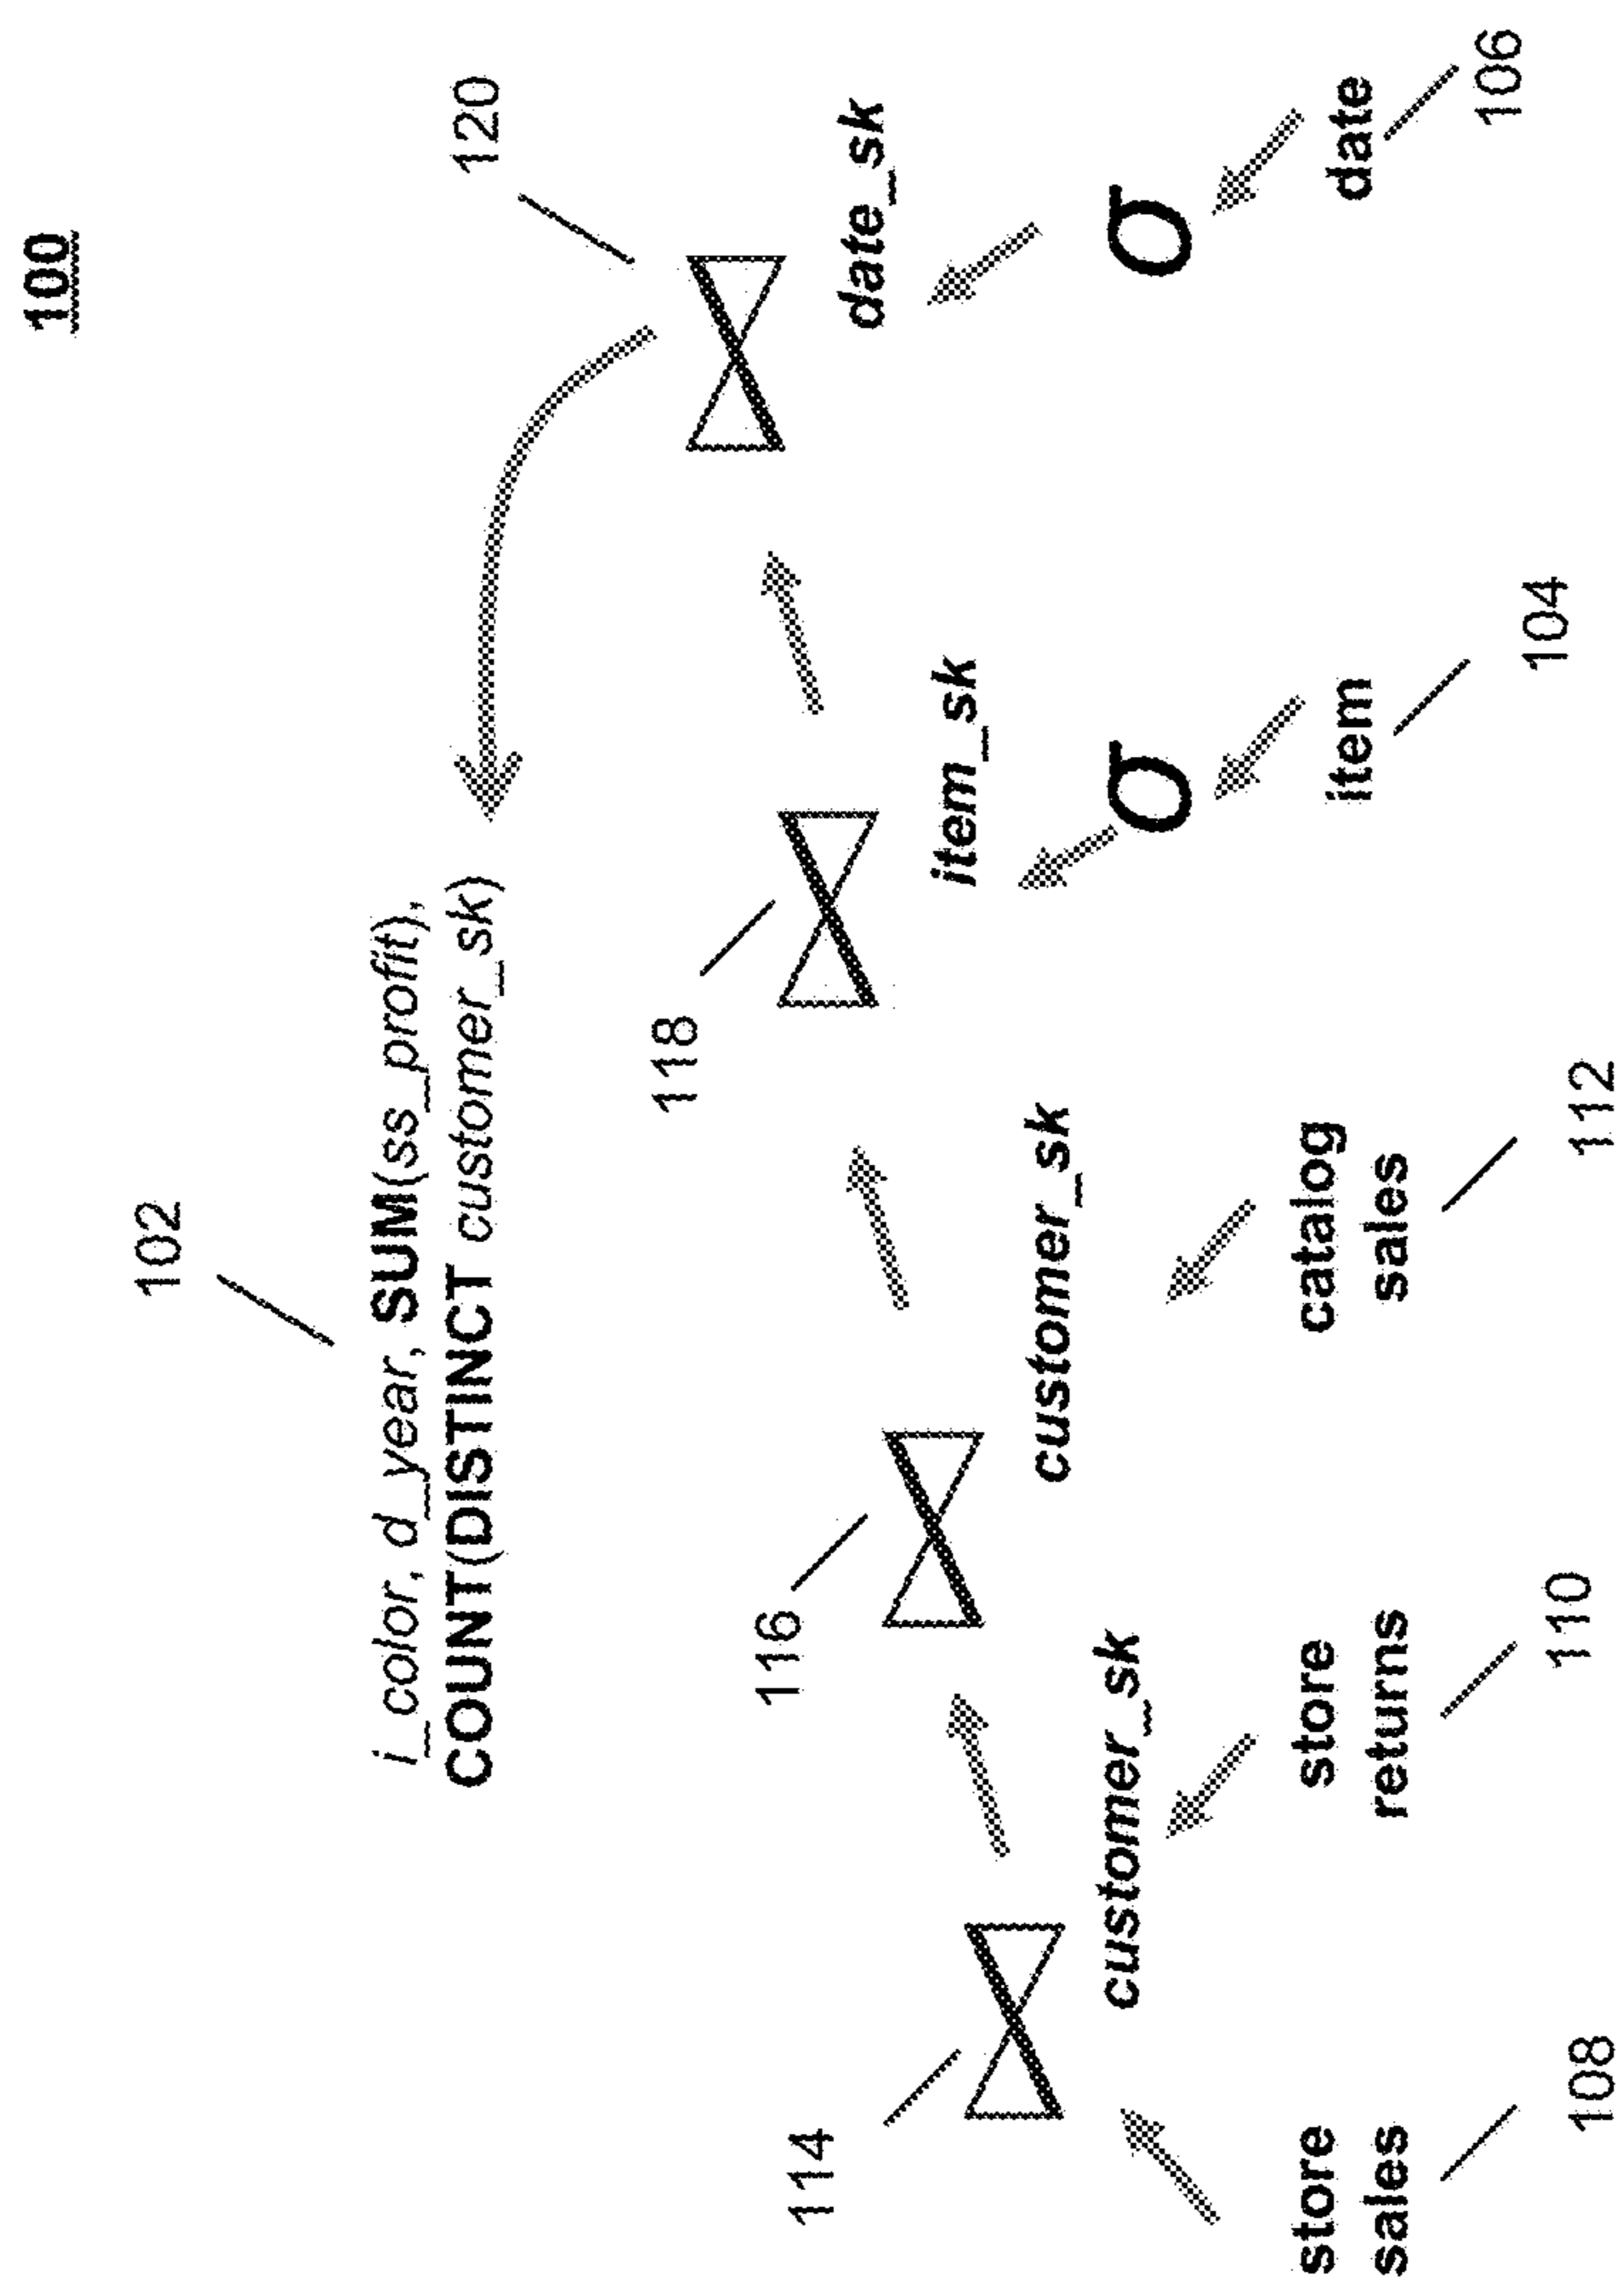 100
102
i_color, d_year, SUM(ss_profit),
COUNT(DISTINCT customer_sk)
120
date_sk
118
item_sk
116
customer_sk
114
customer_sk
σ
σ
store
sales
store
returns
catalog
sales
item
date
108
110
112
104
106